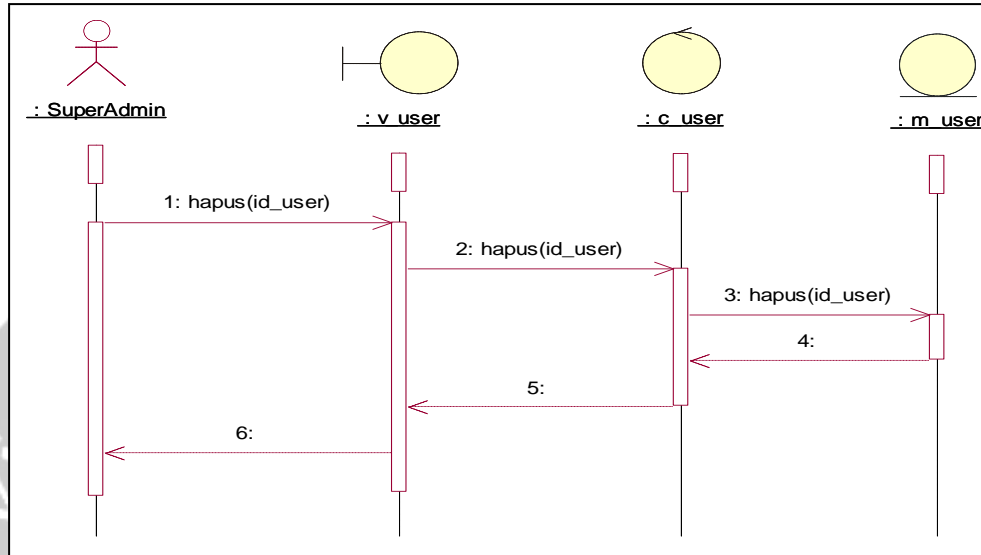 : SuperAdmin
: v_user
: c_user
: m_user
1: hapus(id_user)
2: hapus(id_user)
3: hapus(id_user)
4:
5:
6: